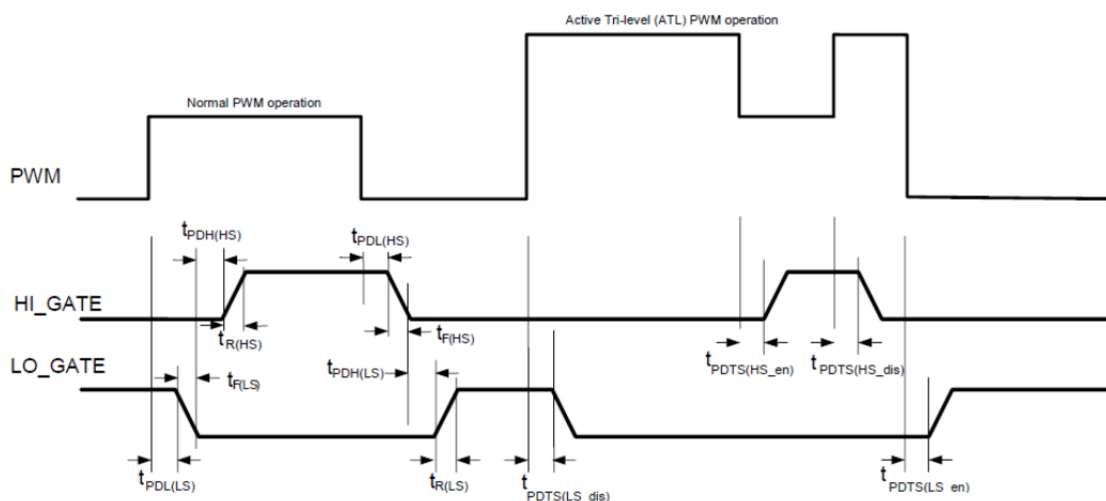 Active Tri-level (ATL) PWM operation
Normal PWM operation
PWM
tPDH(HS)
tPDL(HS)
HI_GATE
tR(HS)
tF(HS)
tPDTS(HS_en)
tPDTS(HS_dis)
tPDH(LS)
LO_GATE
tF(LS)
tPDL(LS)
tR(LS)
tPDTS(LS_dis)
tPDTS(LS_en)